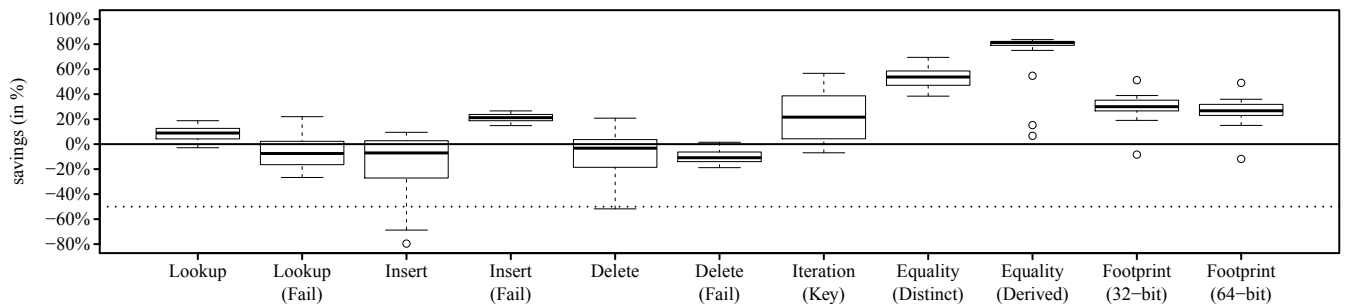 savings (in %)
100%
80%
60%
40%
20%
0%
−20%
−40%
−60%
−80%
Lookup
Lookup
(Fail)
Insert
Insert
(Fail)
Delete
Delete
(Fail)
Iteration
(Key)
Equality
(Distinct)
Equality
(Derived)
Footprint
(32−bit)
Footprint
(64−bit)